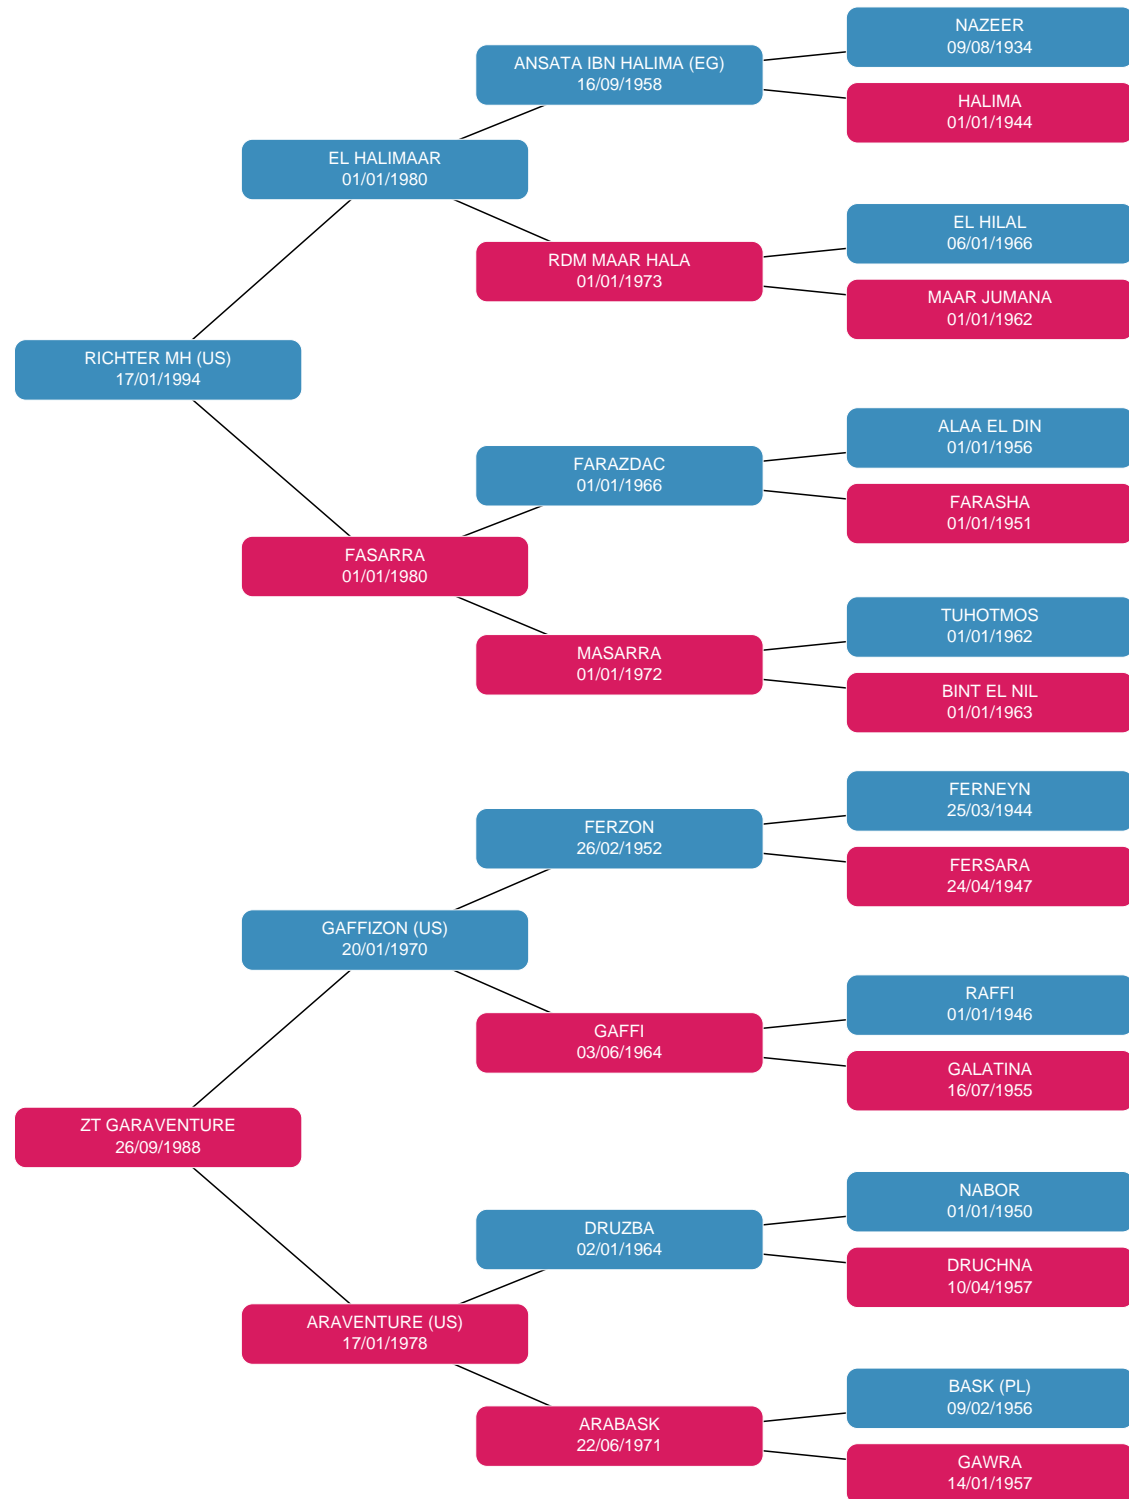 NAZEER
09/08/1934
ANSATA IBN HALIMA (EG)
16/09/1958
HALIMA
01/01/1944
EL HALIMAAR
01/01/1980
EL HILAL
06/01/1966
RDM MAAR HALA
01/01/1973
MAAR JUMANA
01/01/1962
RICHTER MH (US)
17/01/1994
ALAA EL DIN
01/01/1956
FARAZDAC
01/01/1966
FARASHA
01/01/1951
FASARRA
01/01/1980
TUHOTMOS
01/01/1962
MASARRA
01/01/1972
BINT EL NIL
01/01/1963
FERNEYN
25/03/1944
FERZON
26/02/1952
FERSARA
24/04/1947
GAFFIZON (US)
20/01/1970
RAFFI
01/01/1946
GAFFI
03/06/1964
GALATINA
16/07/1955
ZT GARAVENTURE
26/09/1988
NABOR
01/01/1950
DRUZBA
02/01/1964
DRUCHNA
10/04/1957
ARAVENTURE (US)
17/01/1978
BASK (PL)
09/02/1956
ARABASK
22/06/1971
GAWRA
14/01/1957